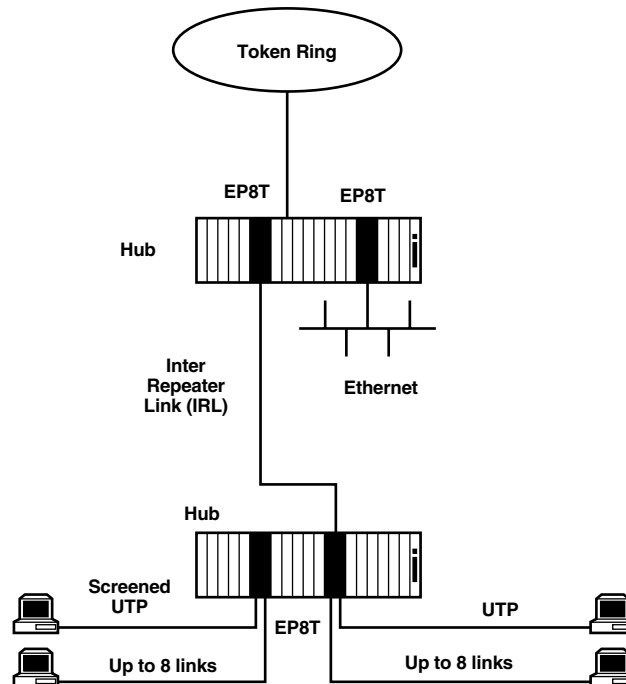 Token Ring
EP8T
EP8T
Hub
Inter
Repeater
Link (IRL)
Ethernet
Hub
Screened
UTP
EP8T
UTP
Up to 8 links
Up to 8 links